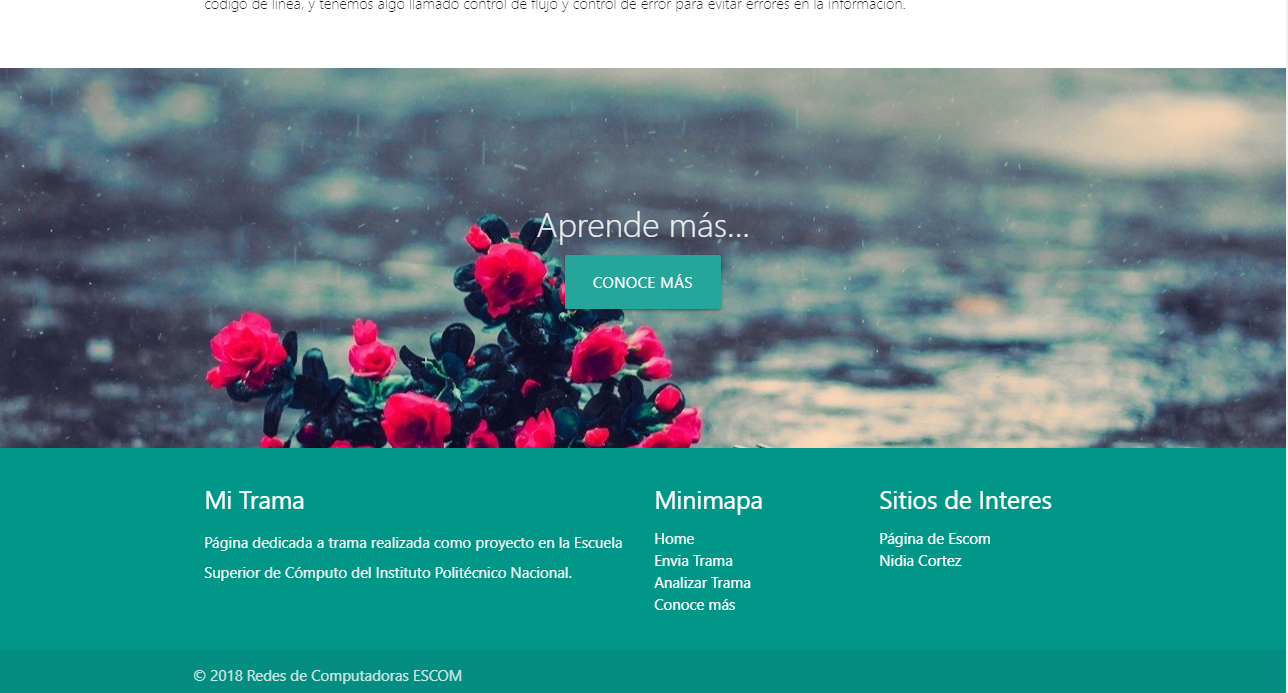 código de línea, y tenemos algo llamado control de flujo y control de error para evitar errores en la información.
Aprende más...
CONOCE MÁS
Mi Trama
Página dedicada a trama realizada como proyecto en la Escuela
Superior de Cómputo del Instituto Politécnico Nacional.
Minimapa
Home
Envia Trama
Analizar Trama
Conoce más
Sitios de Interes
Página de Escom
Nidia Cortez
© 2018 Redes de Computadoras ESCOM